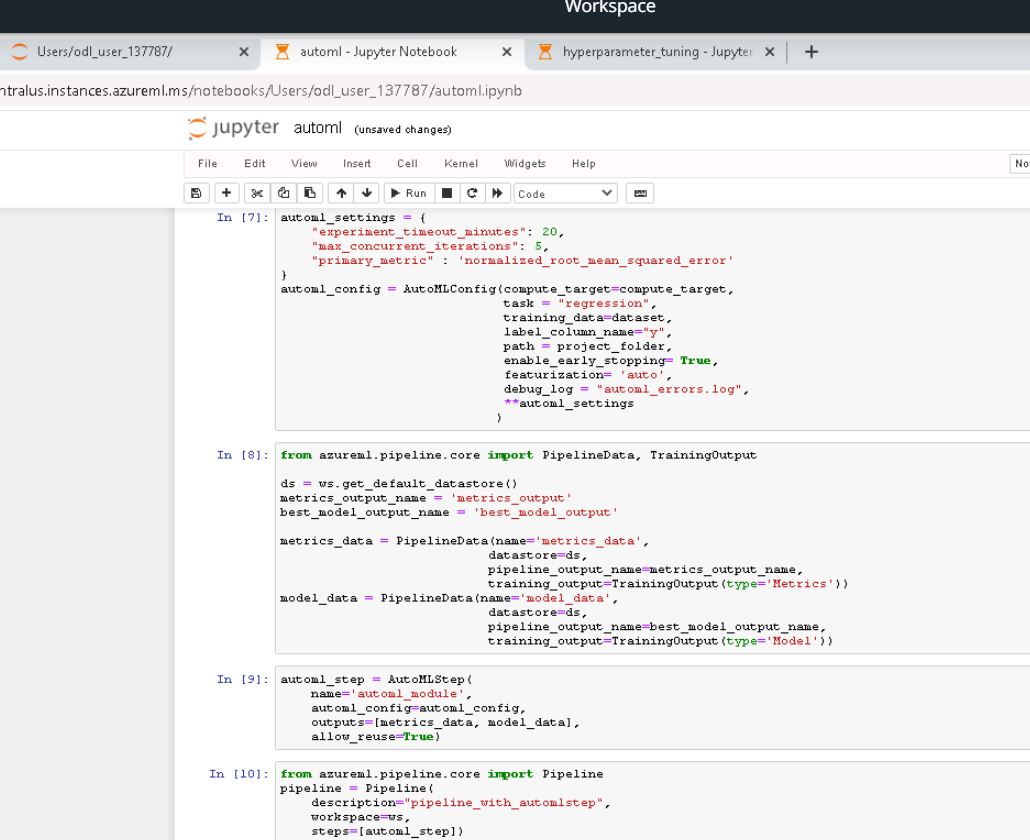 Workspace
Users/odl_user_137787/
automl - Jupyter Notebook
hyperparameter_tuning - Jupyter
ntralus.instances.azureml.ms/notebooks/Users/odl_user_137787/automl.ipynb
jupyter automl (unsaved changes)
File Edit View Insert Cell Kernel Widgets Help
Run Code
In [7]: automl_settings = {
    "experiment_timeout_minutes": 20,
    "max_concurrent_iterations": 5,
    "primary_metric" : 'normalized_root_mean_squared_error'
}
automl_config = AutoMLConfig(compute_target=compute_target,
                             task = "regression",
                             training_data=dataset,
                             label_column_name="y",
                             path = project_folder,
                             enable_early_stopping= True,
                             featurization= 'auto',
                             debug_log = "automl_errors.log",
                             **automl_settings
                            )
In [8]: from azureml.pipeline.core import PipelineData, TrainingOutput
ds = ws.get_default_datastore()
metrics_output_name = 'metrics_output'
best_model_output_name = 'best_model_output'
metrics_data = PipelineData(name='metrics_data',
                           datastore=ds,
                           pipeline_output_name=metrics_output_name,
                           training_output=TrainingOutput(type='Metrics'))
model_data = PipelineData(name='model_data',
                           datastore=ds,
                           pipeline_output_name=best_model_output_name,
                           training_output=TrainingOutput(type='Model'))
In [9]: automl_step = AutoMLStep(
    name='automl_module',
    automl_config=automl_config,
    outputs=[metrics_data, model_data],
    allow_reuse=True)
In [10]: from azureml.pipeline.core import Pipeline
pipeline = Pipeline(
    description="pipeline_with_automlstep",
    workspace=ws,
    steps=[automl_step])